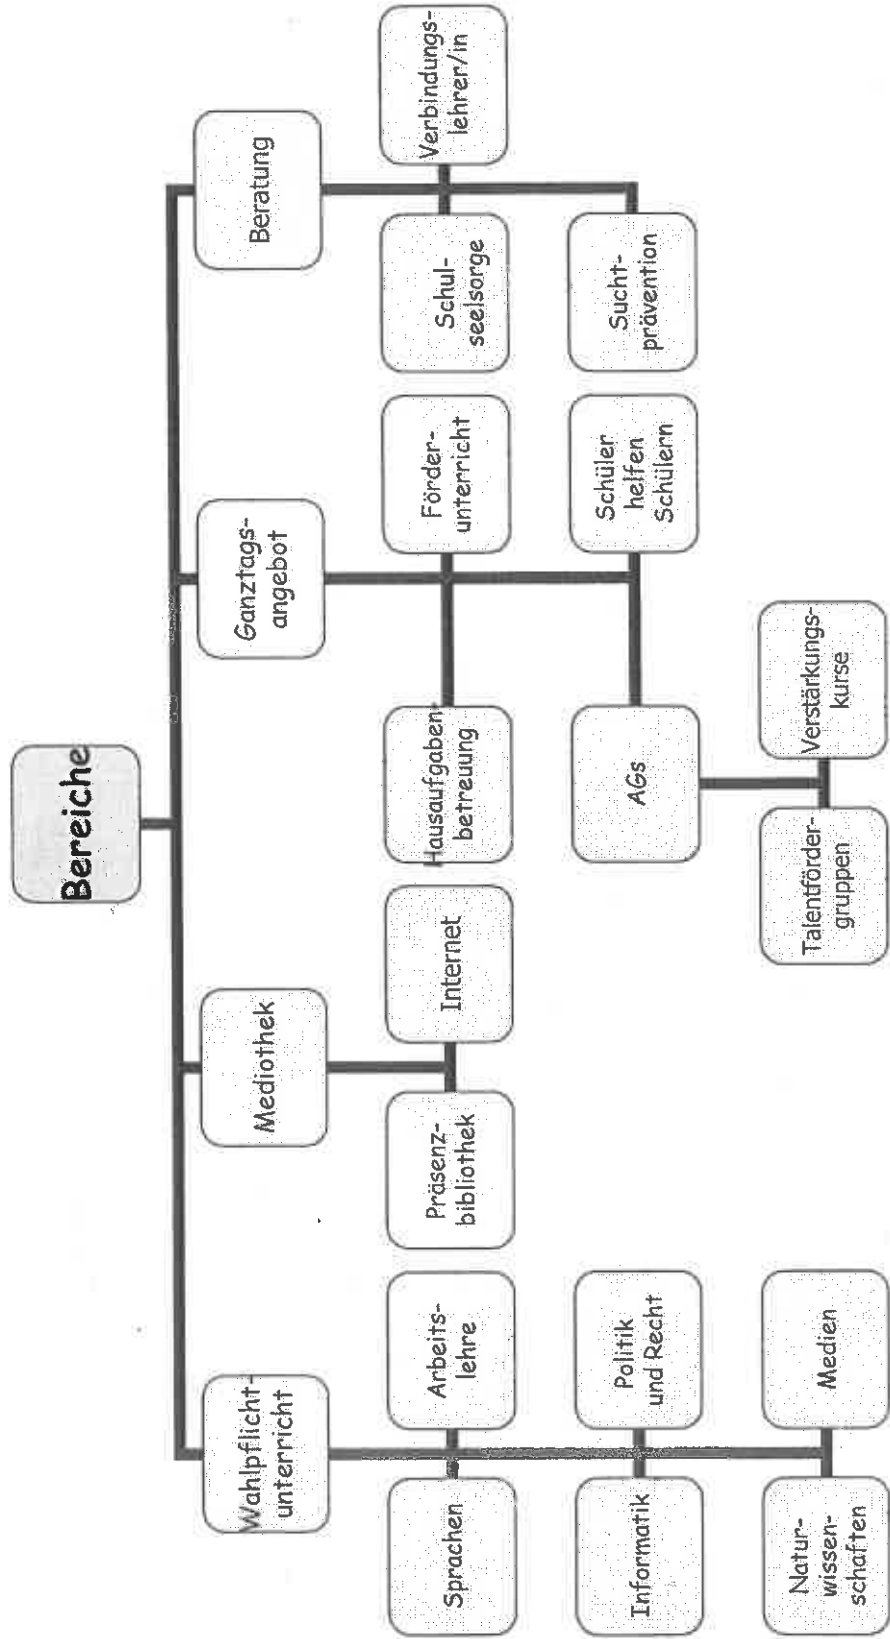 Bereiche
Wahlpflicht-
unterricht
Mediothek
Ganztags-
angebot
Beratung
Sprachen
Arbeits-
lehre
Präsenz-
bibliothek
Internet
Hausaufgaben-
betreuung
Förder-
unterricht
Schul-
seelsorge
Verbindungs-
lehrer/in
Informatik
Politik
und Recht
AGs
Schüler
helfen
Schülern
Sucht-
prävention
Natur-
wissen-
schaften
Medien
Talentförder-
gruppen
Verstärkungs-
kurse